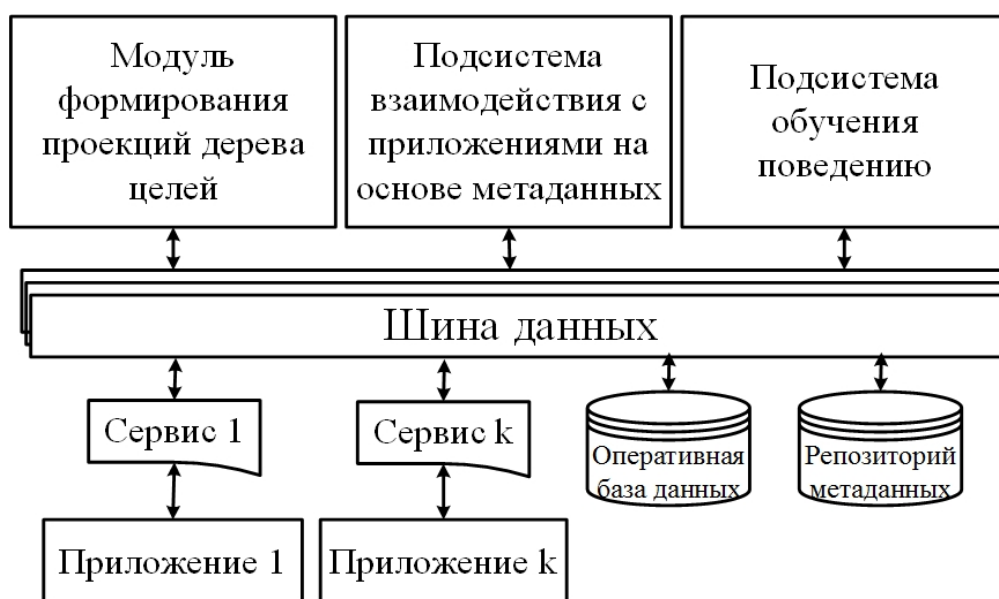 Модуль
формирования
проекций дерева
целей
Подсистема
взаимодействия с
приложениями на
основе метаданных
Подсистема
обучения
поведению
Шина данных
Сервис 1
Сервис k
Оперативная
база данных
Репозиторий
метаданных
Приложение 1
Приложение k